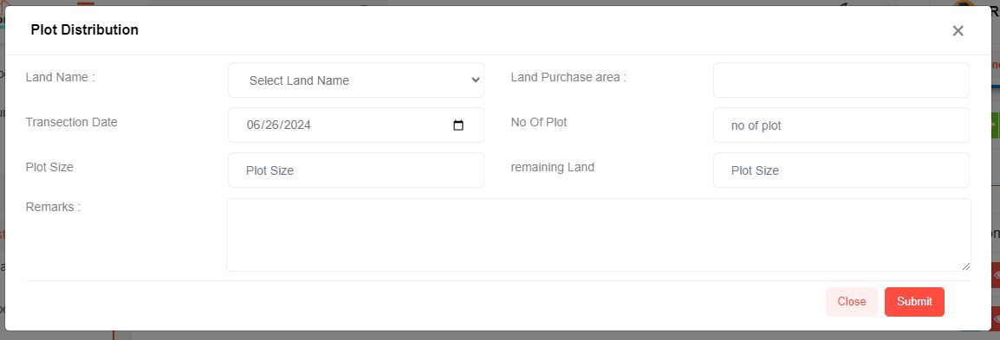 Plot Distribution ×
Land Name : Select Land Name Land Purchase area :
Transection Date 06/26/2024 No Of Plot no of plot
Plot Size Plot Size remaining Land Plot Size
Remarks :
Close Submit